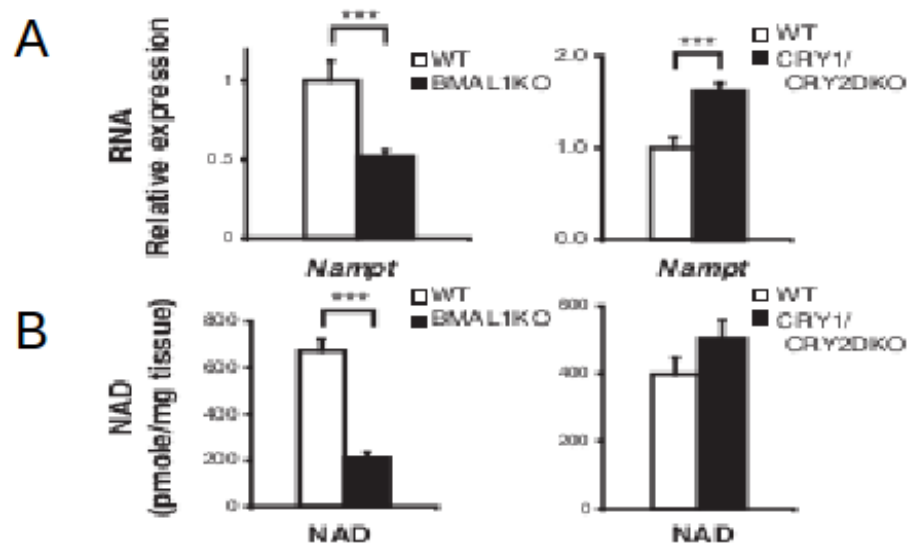 A
RNA
Relative expression
***
WT
BMAL1KO
1
0.5
0
Nampt
***
WT
CRY1/
CRY2DKO
2.0
1.0
0.0
Nampt
B
NAD
(pmole/mg tissue)
***
WT
BMAL1KO
800
600
400
200
0
NAD
WT
CRY1/
CRY2DKO
600
400
200
0
NAD